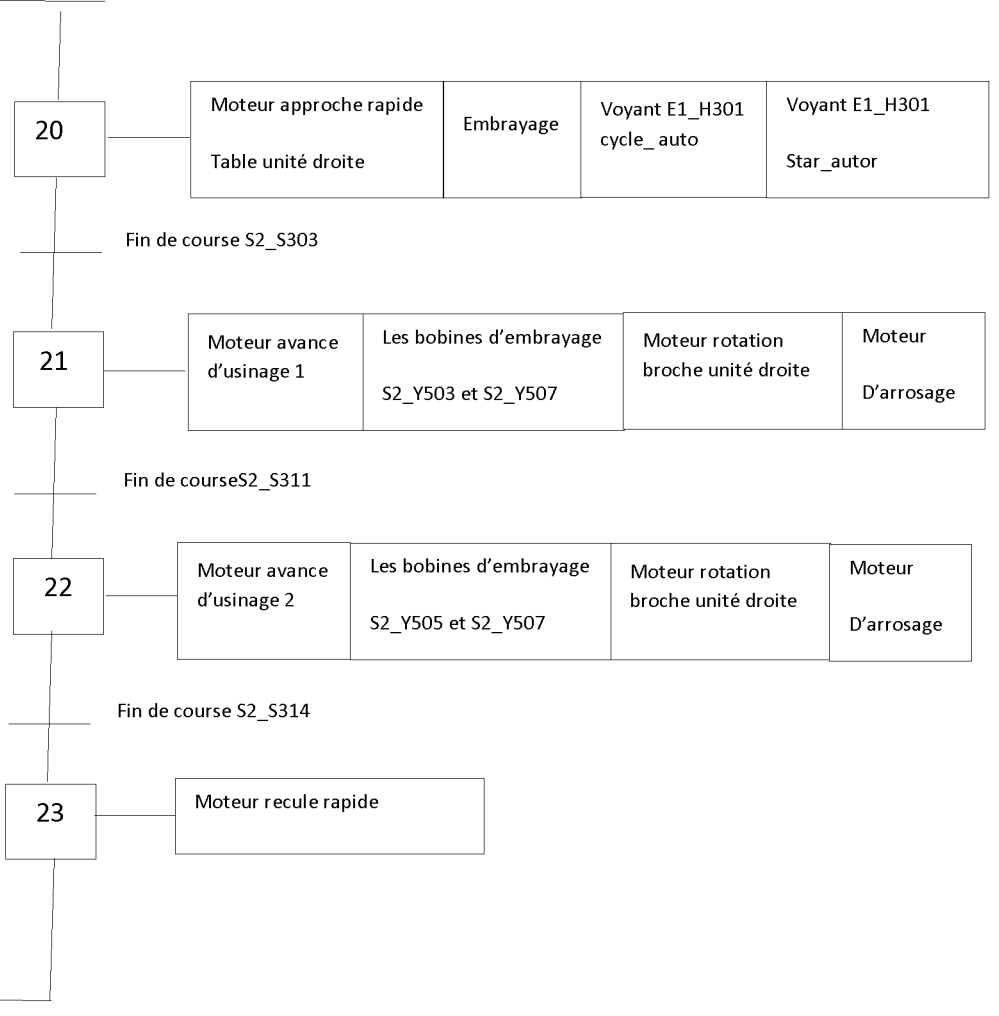 20
Moteur approche rapide
Table unité droite
Embrayage
Voyant E1_H301
cycle_ auto
Voyant E1_H301
Star_autor
Fin de course S2_S303
21
Moteur avance
d’usinage 1
Les bobines d’embrayage
S2_Y503 et S2_Y507
Moteur rotation
broche unité droite
Moteur
D’arrosage
Fin de courseS2_S311
22
Moteur avance
d’usinage 2
Les bobines d’embrayage
S2_Y505 et S2_Y507
Moteur rotation
broche unité droite
Moteur
D’arrosage
Fin de course S2_S314
23
Moteur recule rapide